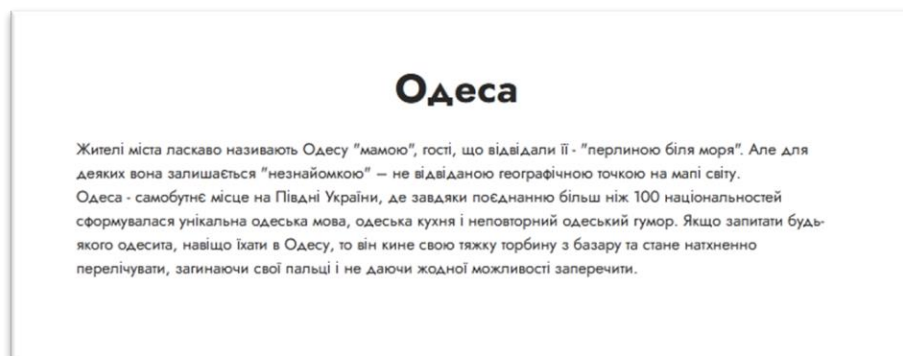 Одеса
Жителі міста ласкаво називають Одесу "мамою", гості, що відвідали її - "перлиною біля моря". Але для
деяких вона залишається "незнайомкою" – не відвіданою географічною точкою на мапі світу.
Одеса - самобутнє місце на Півдні України, де завдяки поєднанню більш ніж 100 національностей
сформувалася унікальна одеська мова, одеська кухня і неповторний одеський гумор. Якщо запитати будь-
якого одесита, навіщо їхати в Одесу, то він кине свою тяжку торбину з базару та стане натхненно
перелічувати, загинаючи свої пальці і не даючи жодної можливості заперечити.